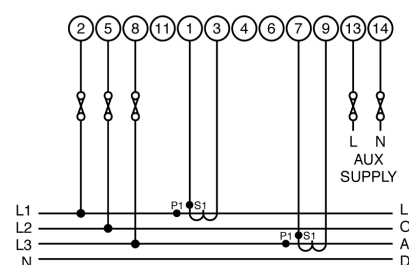 2 5 8 11 1 3 4 6 7 9 13 14
L N
AUX
SUPPLY
P1 S1
L1 L
L2 O
P1 S1
L3 A
N D